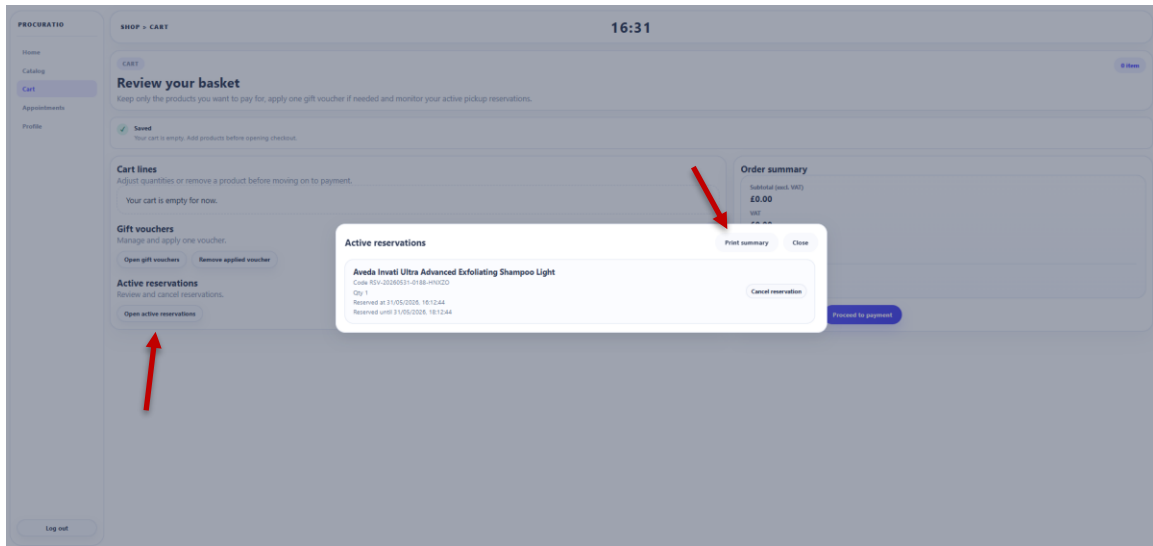 PROCURATIO
Home
Catalog
Cart
Appointments
Profile
Log out
SHOP > CART
16:31
CART
0 item
Review your basket
Keep only the products you want to pay for, apply one gift voucher if needed and monitor your active pickup reservations.
Saved
Your cart is empty. Add products before opening checkout.
Cart lines
Adjust quantities or remove a product before moving on to payment.
Your cart is empty for now.
Gift vouchers
Manage and apply one voucher.
Open gift vouchers
Remove applied voucher
Active reservations
Review and cancel reservations.
Open active reservations
Order summary
Subtotal (excl. VAT)
£0.00
VAT
Proceed to payment
Active reservations
Print summary
Close
Aveda Invati Ultra Advanced Exfoliating Shampoo Light
Code RSV-20260531-0188-HNXZO
Qty 1
Reserved at 31/05/2026, 16:12:44
Reserved until 31/05/2026, 18:12:44
Cancel reservation